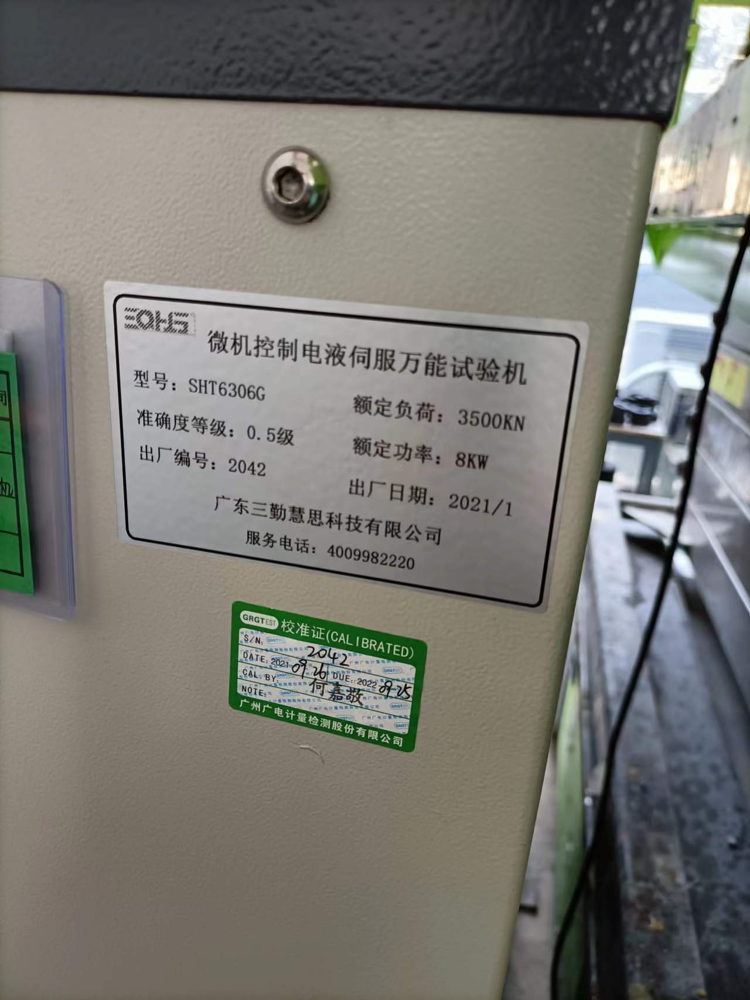 微机控制电液伺服万能试验机
型号：SHT6306G
额定负荷：3500KN
准确度等级：0.5级
额定功率：8KW
出厂编号：2042
出厂日期：2021/1
广东三勤慧思科技有限公司
服务电话：4009982220
司
机
GRGTEST 校准证(CALIBRATED)
S/N: 2042
DATE: 2021 09.26 DUE: 2022 09.25
CAL BY: 何嘉敬
NOTE:
广州广电计量检测股份有限公司